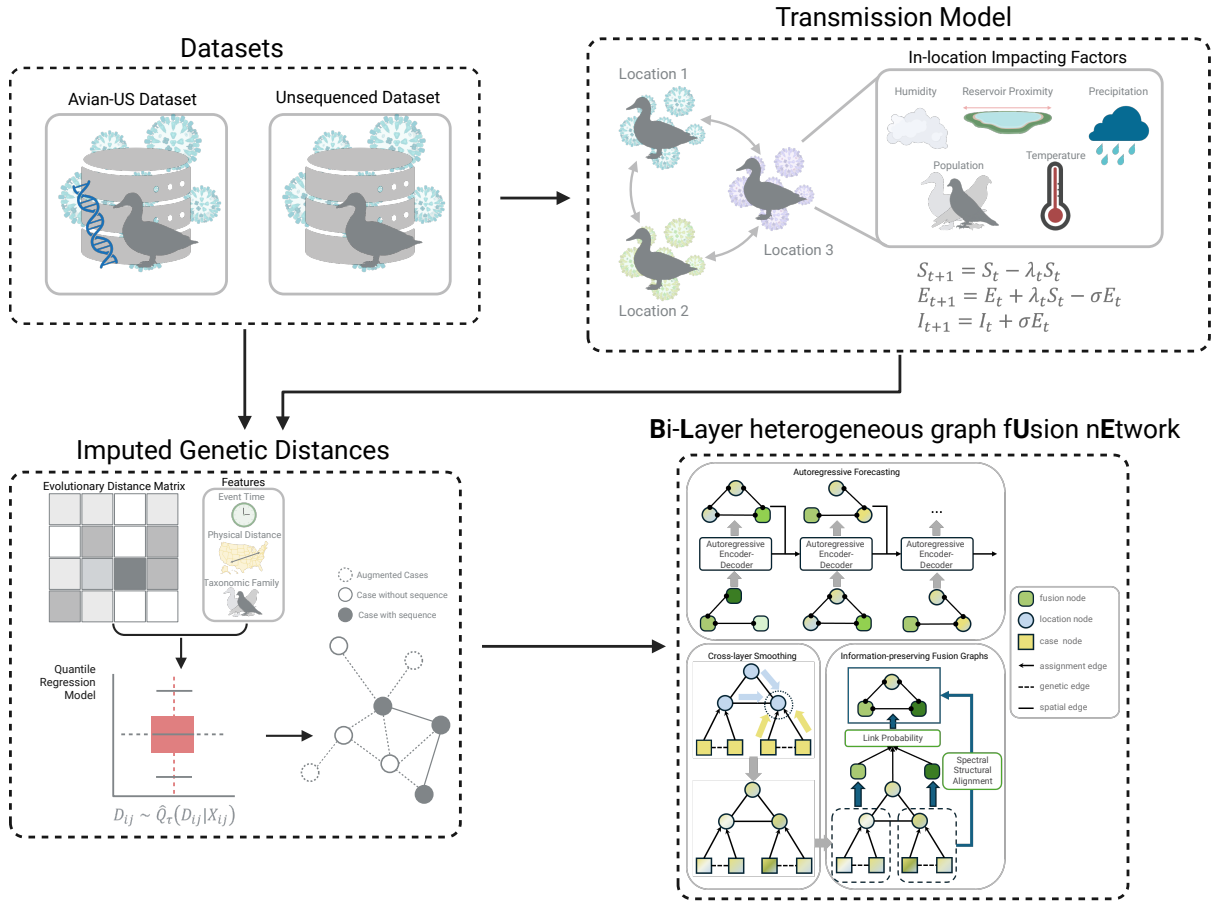 Datasets
Avian-US Dataset
Unsequenced Dataset
Transmission Model
Location 1
Location 2
Location 3
In-location Impacting Factors
Humidity
Reservoir Proximity
Precipitation
Population
Temperature
S_{t+1} = S_t − λ_tS_t
E_{t+1} = E_t + λ_tS_t − σE_t
I_{t+1} = I_t + σE_t
Imputed Genetic Distances
Evolutionary Distance Matrix
Features
Event Time
Physical Distance
Taxonomic Family
Augmented Cases
Case without sequence
Case with sequence
Quantile
Regression
Model
D_{ij} ~ Q̂_τ(D_{ij}|X_{ij})
Bi-Layer heterogeneous graph fUsion nEtwork
Autoregressive Forecasting
...
Autoregressive
Encoder-
Decoder
Autoregressive
Encoder-
Decoder
Autoregressive
Encoder-
Decoder
Cross-layer Smoothing
Information-preserving Fusion Graphs
Link Probability
Spectral
Structural
Alignment
fusion node
location node
case node
assignment edge
genetic edge
spatial edge